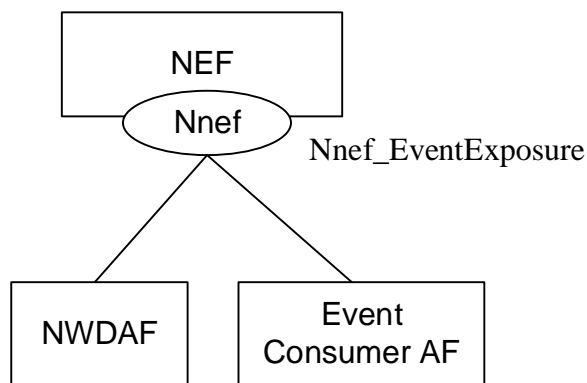 NEF
Nnef
Nnef_EventExposure
NWDAF
Event
Consumer AF